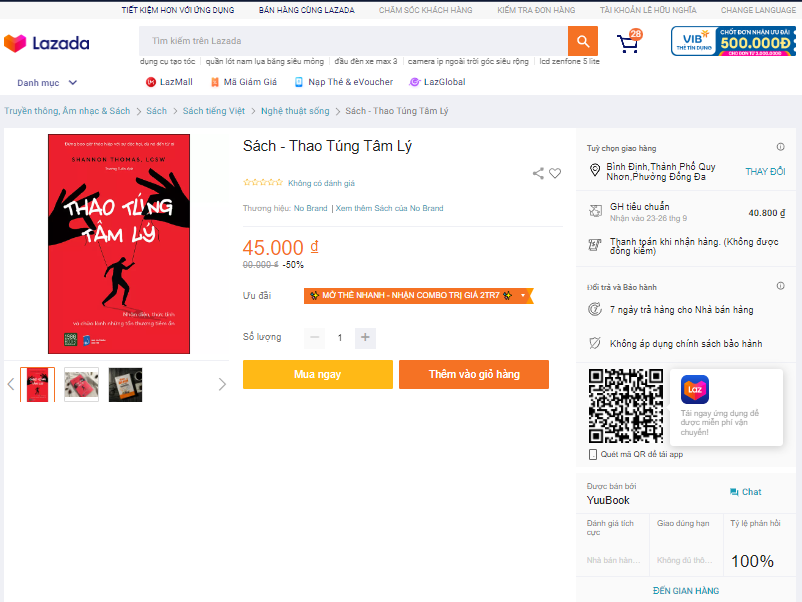 TIẾT KIỆM HƠN VỚI ỨNG DỤNG
BÁN HÀNG CÙNG LAZADA
CHĂM SÓC KHÁCH HÀNG
KIỂM TRA ĐƠN HÀNG
TÀI KHOẢN LÊ HỮU NGHĨA
CHANGE LANGUAGE
Lazada
Tìm kiếm trên Lazada
28
VIB
THẺ TÍN DỤNG
CHỐT ĐƠN NHẬN ƯU ĐÃI
500.000Đ
dụng cụ tạo tóc
quần lót nam lụa băng siêu mỏng
đầu đèn xe max 3
camera ip ngoài trời góc siêu rộng
lcd zenfone 5 lite
Danh mục
LazMall
Mã Giảm Giá
Nạp Thẻ & eVoucher
LazGlobal
Truyền thông, Âm nhạc & Sách > Sách > Sách tiếng Việt > Nghệ thuật sống > Sách - Thao Túng Tâm Lý
SHANNON THOMAS, LCSW
THAO TÚNG
TÂM LÝ
Nhận diện, thức tỉnh
và chữa lành những tổn thương tiềm ẩn
Sách - Thao Túng Tâm Lý
Không có đánh giá
Thương hiệu: No Brand | Xem thêm Sách của No Brand
45.000 ₫
90.000 ₫ -50%
Ưu đãi
MỞ THẺ NHANH - NHẬN COMBO TRỊ GIÁ 2TR7
Số lượng
1
Mua ngay
Thêm vào giỏ hàng
Tuỳ chọn giao hàng
Bình Định,Thành Phố Quy
Nhơn,Phường Đống Đa
THAY ĐỔI
GH tiêu chuẩn
40.800 ₫
Nhận vào 23-26 thg 9
Thanh toán khi nhận hàng. (Không được
đồng kiểm)
Đổi trả và Bảo hành
7 ngày trả hàng cho Nhà bán hàng
Không áp dụng chính sách bảo hành
Laz
Tải ngay ứng dụng để
được miễn phí vận
chuyển!
Quét mã QR để tải app
Được bán bởi
YuuBook
Chat
Đánh giá tích
cực
Giao đúng hạn
Tỷ lệ phản hồi
Nhà bán hàn...
Không đủ thô...
100%
ĐẾN GIAN HÀNG